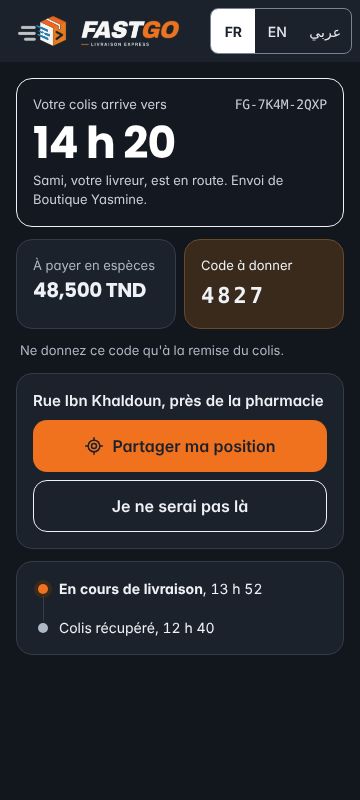 FASTGO
LIVRAISON EXPRESS
FR
EN
عربي
Votre colis arrive vers
FG-7K4M-2QXP
14 h 20
Sami, votre livreur, est en route. Envoi de
Boutique Yasmine.
À payer en espèces
48,500 TND
Code à donner
4827
Ne donnez ce code qu'à la remise du colis.
Rue Ibn Khaldoun, près de la pharmacie
Partager ma position
Je ne serai pas là
En cours de livraison, 13 h 52
Colis récupéré, 12 h 40